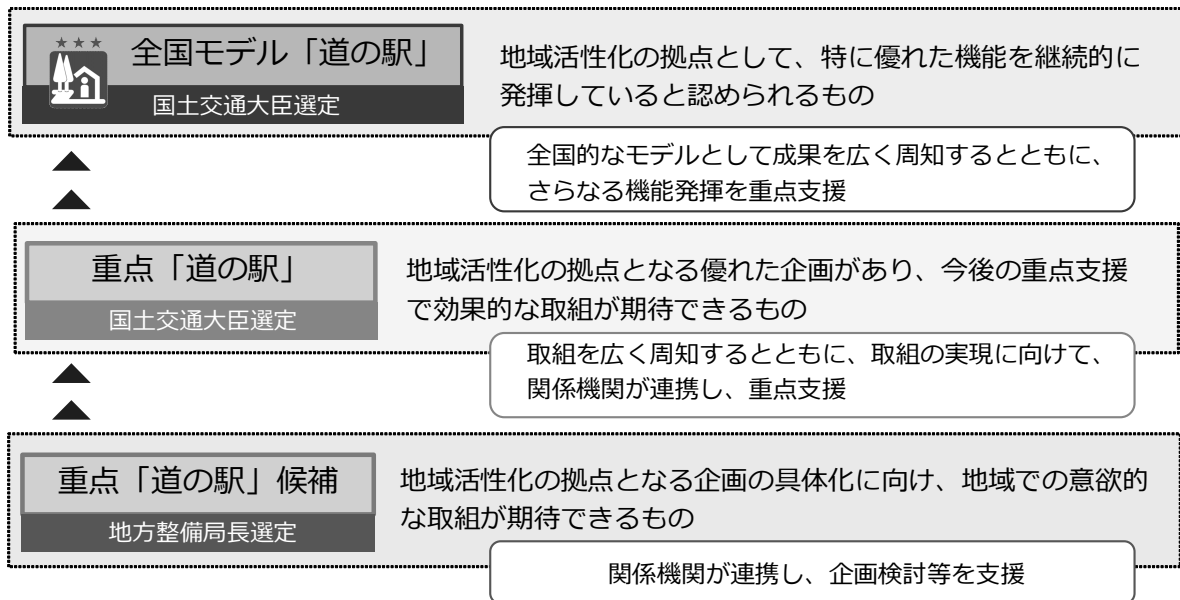 全国モデル「道の駅」
国土交通大臣選定
地域活性化の拠点として、特に優れた機能を継続的に
発揮していると認められるもの
全国的なモデルとして成果を広く周知するとともに、
さらなる機能発揮を重点支援
重点「道の駅」
国土交通大臣選定
地域活性化の拠点となる優れた企画があり、今後の重点支援
で効果的な取組が期待できるもの
取組を広く周知するとともに、取組の実現に向けて、
関係機関が連携し、重点支援
重点「道の駅」候補
地方整備局長選定
地域活性化の拠点となる企画の具体化に向け、地域での意欲的
な取組が期待できるもの
関係機関が連携し、企画検討等を支援